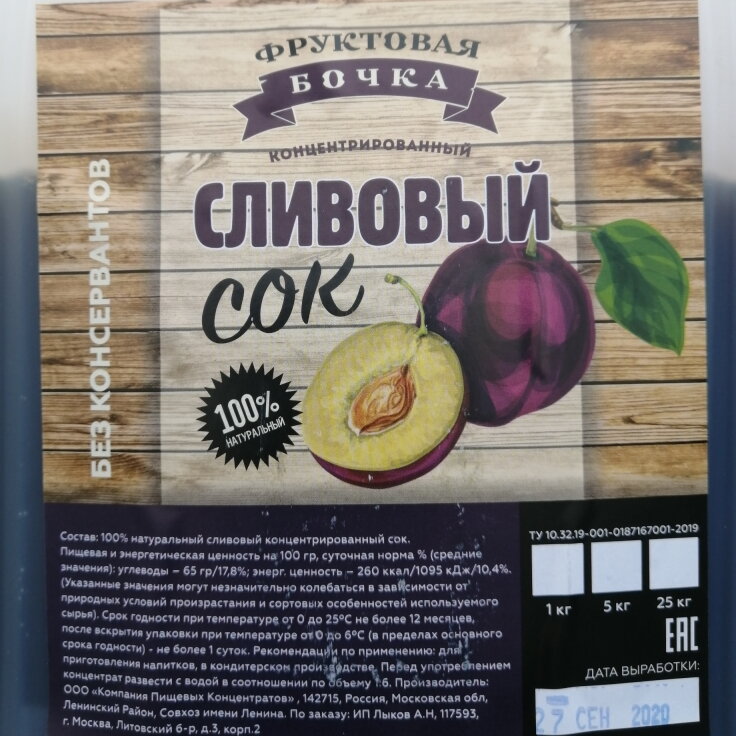 ФРУКТОВАЯ
БОЧКА
КОНЦЕНТРИРОВАННЫЙ
СЛИВОВЫЙ
СОК
БЕЗ КОНСЕРВАНТОВ
100%
НАТУРАЛЬНЫЙ
Состав: 100% натуральный сливовый концентрированный сок.
Пищевая и энергетическая ценность на 100 гр, суточная норма % (средние
значения): углеводы – 65 гр/17,8%; энерг. ценность – 260 ккал/1095 кДж/10,4%.
(Указанные значения могут незначительно колебаться в зависимости от
природных условий произрастания и сортовых особенностей используемого
сырья). Срок годности при температуре от 0 до 25°С не более 12 месяцев,
после вскрытия упаковки при температуре от 0 до 6°С (в пределах основного
срока годности) - не более 1 суток. Рекомендации по применению: для
приготовления напитков, в кондитерском производстве. Перед употреблением
концентрат развести с водой в соотношении по объему 1:6. Производитель:
ООО «Компания Пищевых Концентратов» , 142715, Россия, Московская обл,
Ленинский Район, Совхоз имени Ленина. По заказу: ИП Лыков А.Н, 117593,
г. Москва, Литовский б-р, д.3, корп.2
ТУ 10.32.19-001-0187167001-2019
1 кг 5 кг 25 кг
ЕАС
ДАТА ВЫРАБОТКИ:
27 СЕН 2020